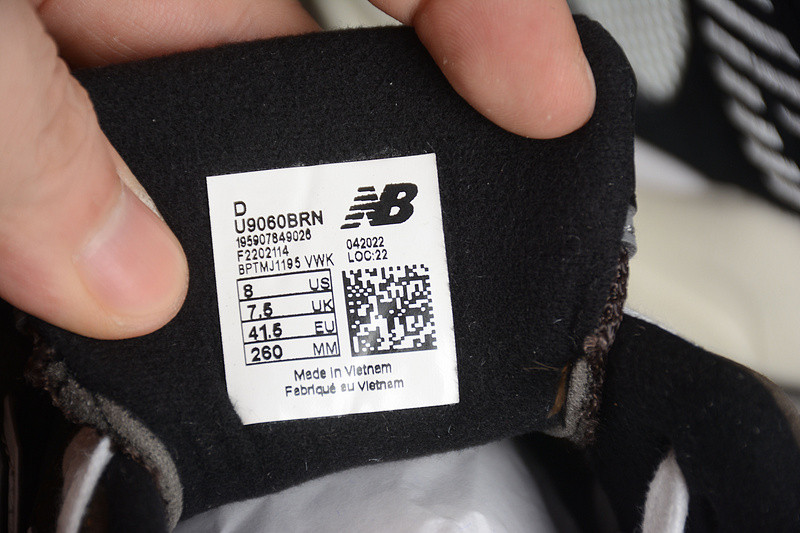 D
U9060BRN
195907849026
F2202114
BPTMJ1195 VWK
NB
042022
LOC:22
8 US
7.5 UK
41.5 EU
260 MM
Made in Vietnam
Fabriqué au Vietnam